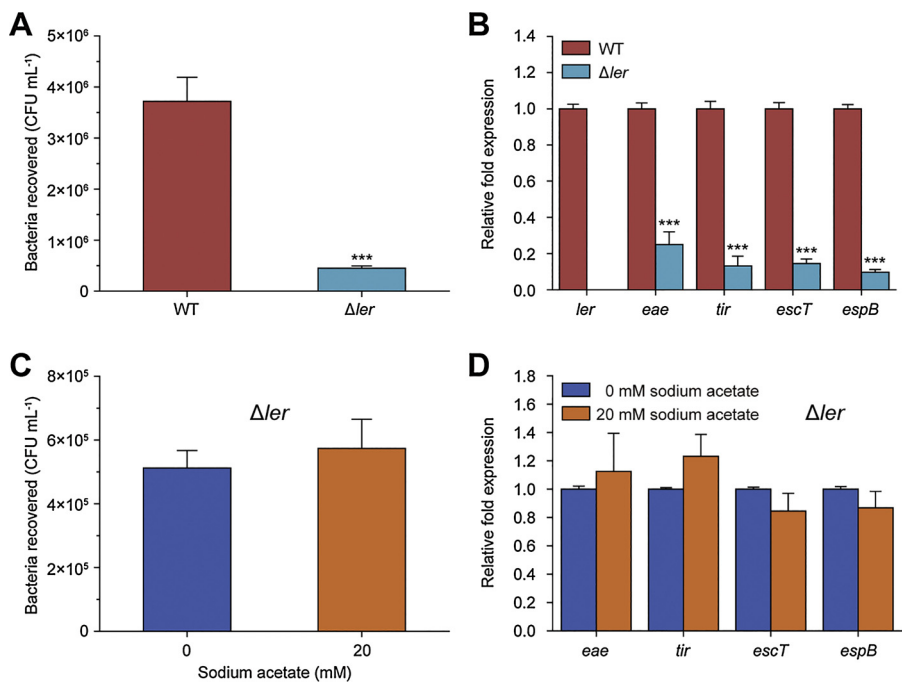 A
Bacteria recovered (CFU mL⁻¹)
5×10⁶
4×10⁶
3×10⁶
2×10⁶
1×10⁶
0
***
WT
Δler
B
Relative fold expression
1.4
1.2
1.0
0.8
0.6
0.4
0.2
0.0
WT
Δler
***
***
***
***
ler
eae
tir
escT
espB
C
Bacteria recovered (CFU mL⁻¹)
8×10⁵
6×10⁵
4×10⁵
2×10⁵
0
Δler
0
20
Sodium acetate (mM)
D
Relative fold expression
1.8
1.6
1.4
1.2
1.0
0.8
1.2
0.4
0.2
0.0
0 mM sodium acetate
20 mM sodium acetate
Δler
eae
tir
escT
espB